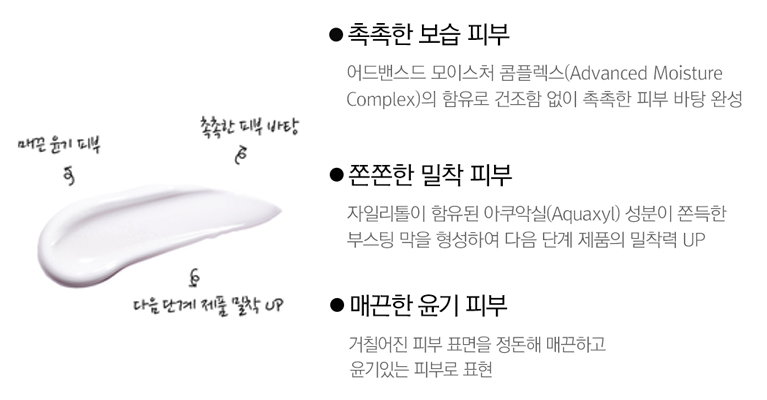 매끈 윤기 피부
촉촉한 피부 바탕
다음 단계 제품 밀착 UP
● 촉촉한 보습 피부
어드밴스드 모이스처 콤플렉스(Advanced Moisture
Complex)의 함유로 건조함 없이 촉촉한 피부 바탕 완성
● 쫀쫀한 밀착 피부
자일리톨이 함유된 아쿠악실(Aquaxyl) 성분이 쫀득한
부스팅 막을 형성하여 다음 단계 제품의 밀착력 UP
● 매끈한 윤기 피부
거칠어진 피부 표면을 정돈해 매끈하고
윤기있는 피부로 표현